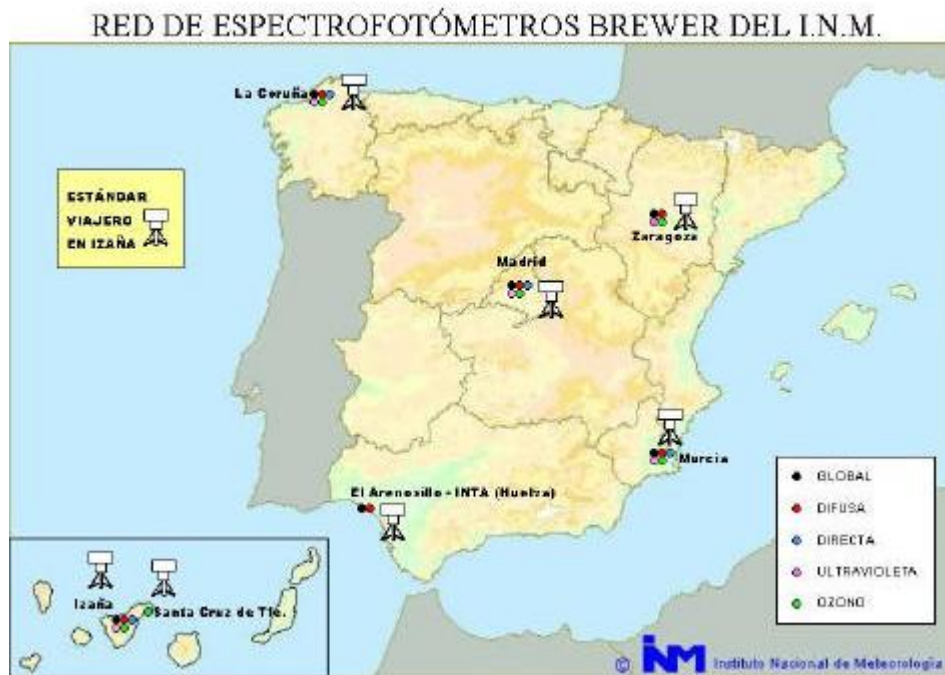 RED DE ESPECTROFOTÓMETROS BREWER DEL I.N.M.
La Coruña
ESTÁNDAR
VIAJERO
EN IZAÑA
Zaragoza
Madrid
Murcia
El Arenosillo - INTA (Huelva)
Izaña
Santa Cruz de Tfe.
GLOBAL
DIFUSA
DIRECTA
ULTRAVIOLETA
OZONO
© INM Instituto Nacional de Meteorología